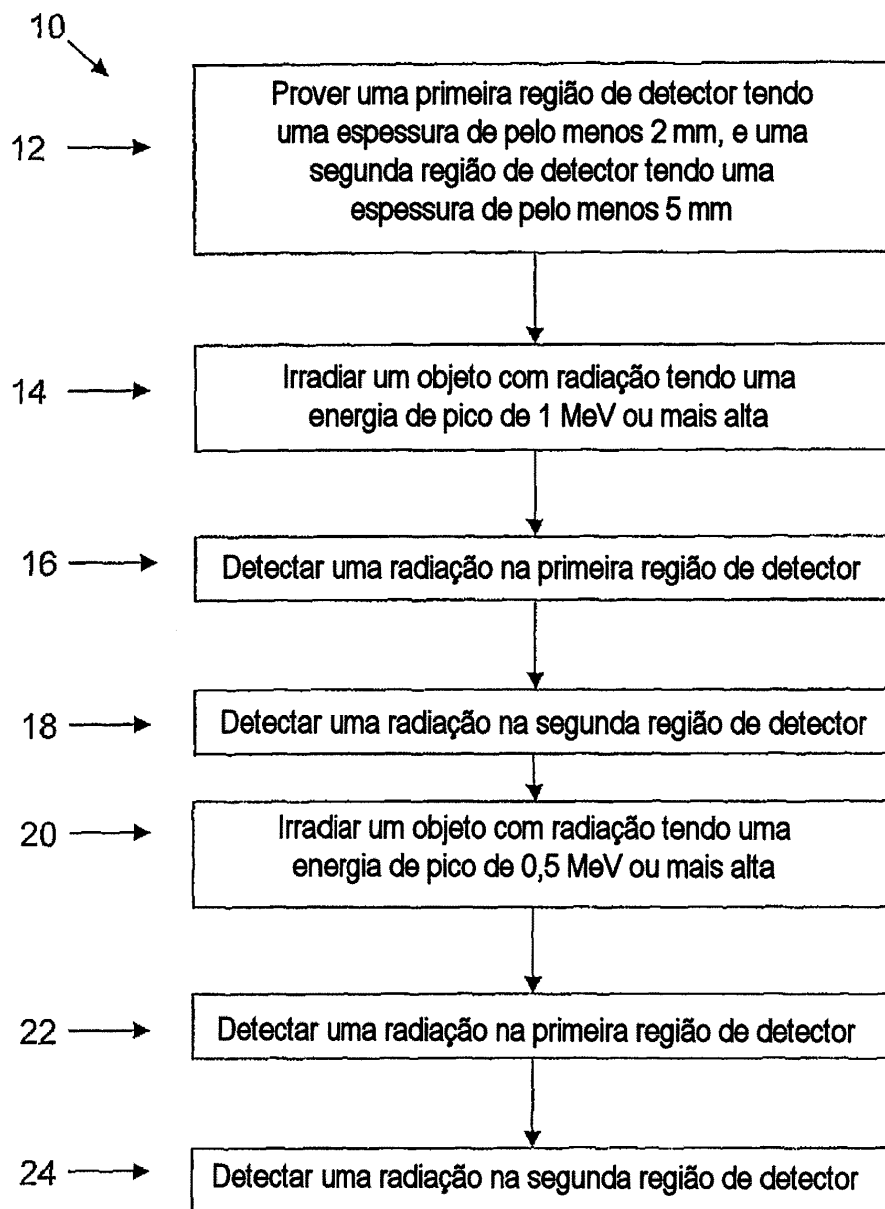 10
12
Prover uma primeira região de detector tendo
uma espessura de pelo menos 2 mm, e uma
segunda região de detector tendo uma
espessura de pelo menos 5 mm
14
Irradiar um objeto com radiação tendo uma
energia de pico de 1 MeV ou mais alta
16
Detectar uma radiação na primeira região de detector
18
Detectar uma radiação na segunda região de detector
20
Irradiar um objeto com radiação tendo uma
energia de pico de 0,5 MeV ou mais alta
22
Detectar uma radiação na primeira região de detector
24
Detectar uma radiação na segunda região de detector